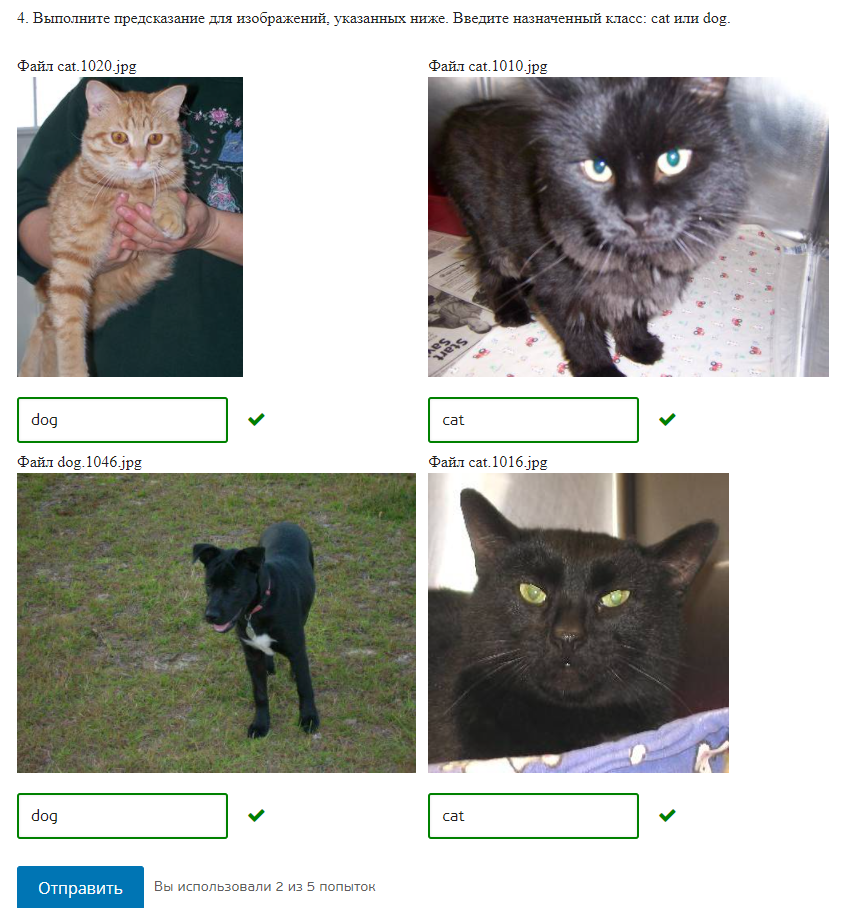 4. Выполните предсказание для изображений, указанных ниже. Введите назначенный класс: cat или dog.
Файл cat.1020.jpg
Файл cat.1010.jpg
Start
Sav
dog
cat
Файл dog.1046.jpg
Файл cat.1016.jpg
dog
cat
Отправить
Вы использовали 2 из 5 попыток